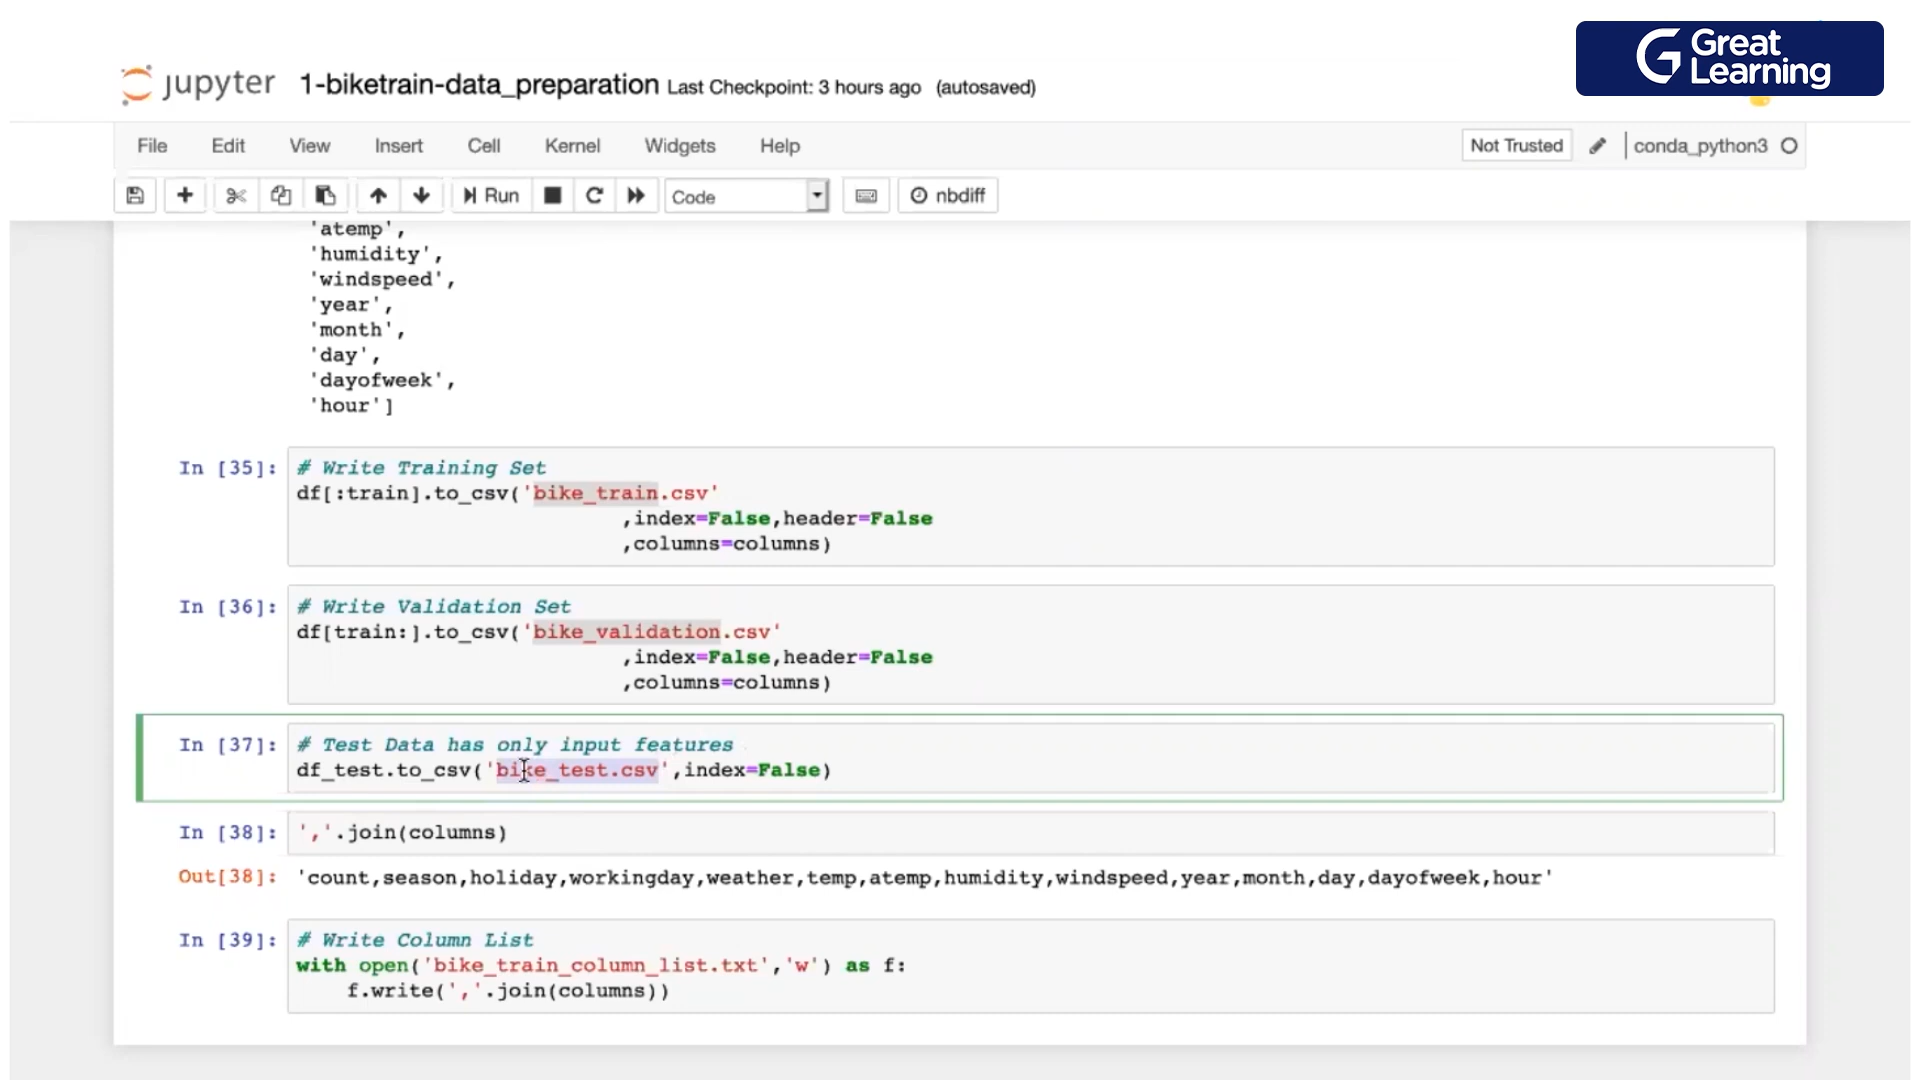 Great
Learning
jupyter 1-biketrain-data_preparation Last Checkpoint: 3 hours ago (autosaved)
File Edit View Insert Cell Kernel Widgets Help Not Trusted conda_python3
Run Code nbdiff
'atemp',
'humidity',
'windspeed',
'year',
'month',
'day',
'dayofweek',
'hour']
In [35]: # Write Training Set
df[:train].to_csv('bike_train.csv'
,index=False,header=False
,columns=columns)
In [36]: # Write Validation Set
df[train:].to_csv('bike_validation.csv'
,index=False,header=False
,columns=columns)
In [37]: # Test Data has only input features
df_test.to_csv('bike_test.csv',index=False)
In [38]: ','.join(columns)
Out[38]: 'count,season,holiday,workingday,weather,temp,atemp,humidity,windspeed,year,month,day,dayofweek,hour'
In [39]: # Write Column List
with open('bike_train_column_list.txt','w') as f:
f.write(','.join(columns))